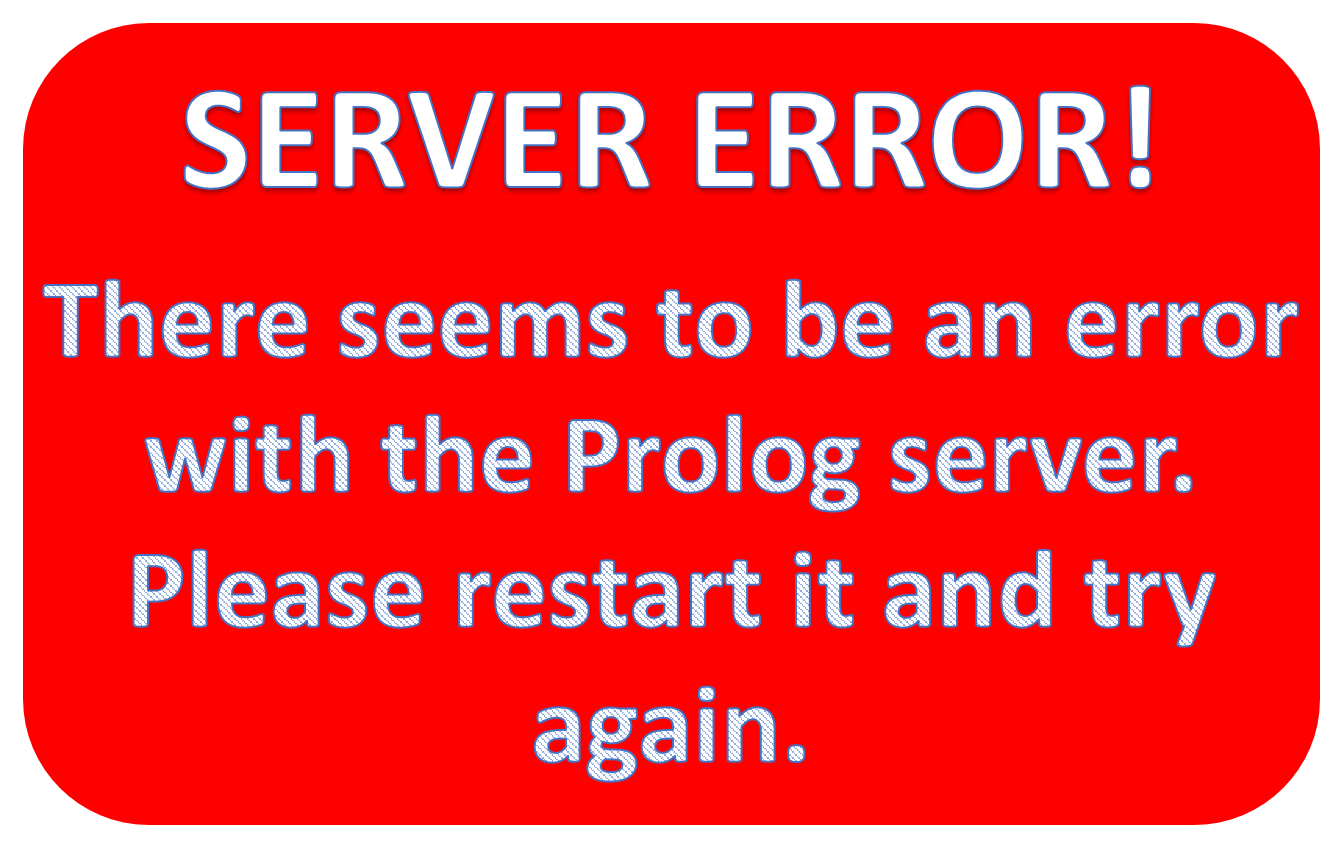 SERVER ERROR!
There seems to be an error
with the Prolog server.
Please restart it and try
again.